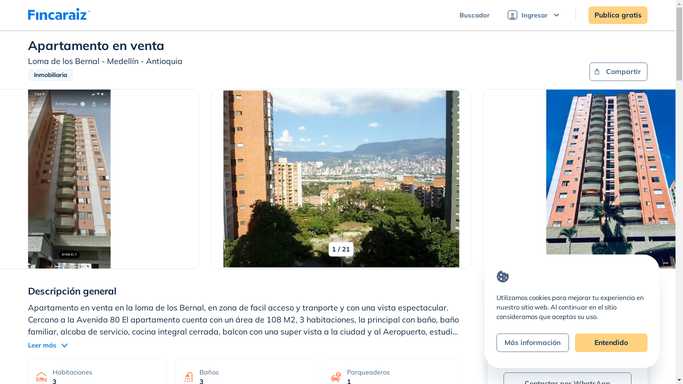 Fincaraiz
Buscador
Ingresar
Publica gratis
Apartamento en venta
Loma de los Bernal - Medellín - Antioquia
Inmobiliaria
Compartir
1 / 21
Descripción general
Apartamento en venta en la loma de los Bernal, en zona de facil acceso y tranporte y con una vista espectacular,
Cercano a la Avenida 80 El apartamento cuenta con un área de 108 M2, 3 habitaciones, la principal con baño, baño
familiar, alcoba de servicio, cocina integral cerrada, balcon con una super vista a la ciudad y al Aeropuerto, estudi...
Leer más
Habitaciones
3
Baños
3
Parqueaderos
1
Utilizamos cookies para mejorar tu experiencia en
nuestro sitio web. Al continuar en el sitio
consideramos que aceptas su uso.
Más información
Entendido
Contactar por WhatsApp